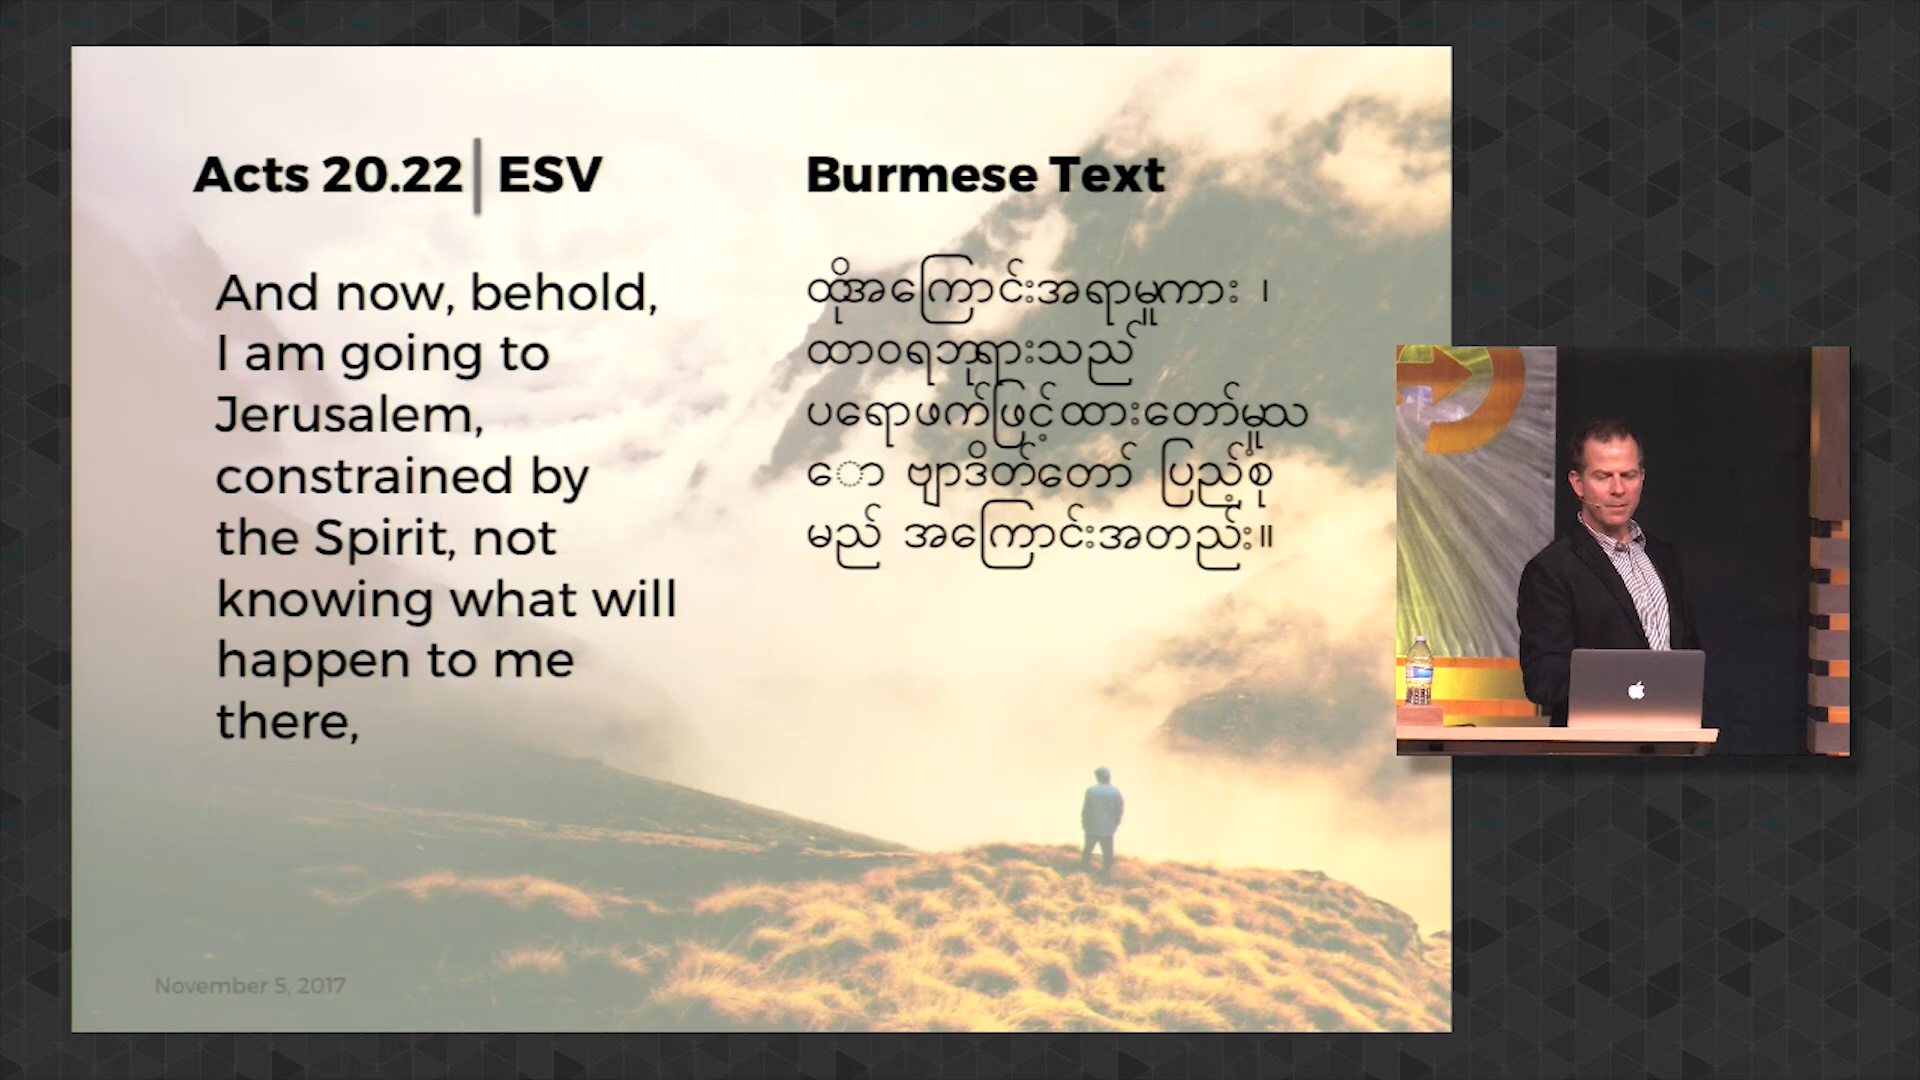 Acts 20.22 | ESV
And now, behold,
I am going to
Jerusalem,
constrained by
the Spirit, not
knowing what will
happen to me
there,
Burmese Text
ထိုအကြောင်းအရာမူကား ၊
ထာဝရဘုရားသည်
ပရောဖက်ဖြင့်ထားတော်မူသ
ော ဗျာဒိတ်တော် ပြည့်စုံ
မည် အကြောင်းအတည်း။
November 5, 2017